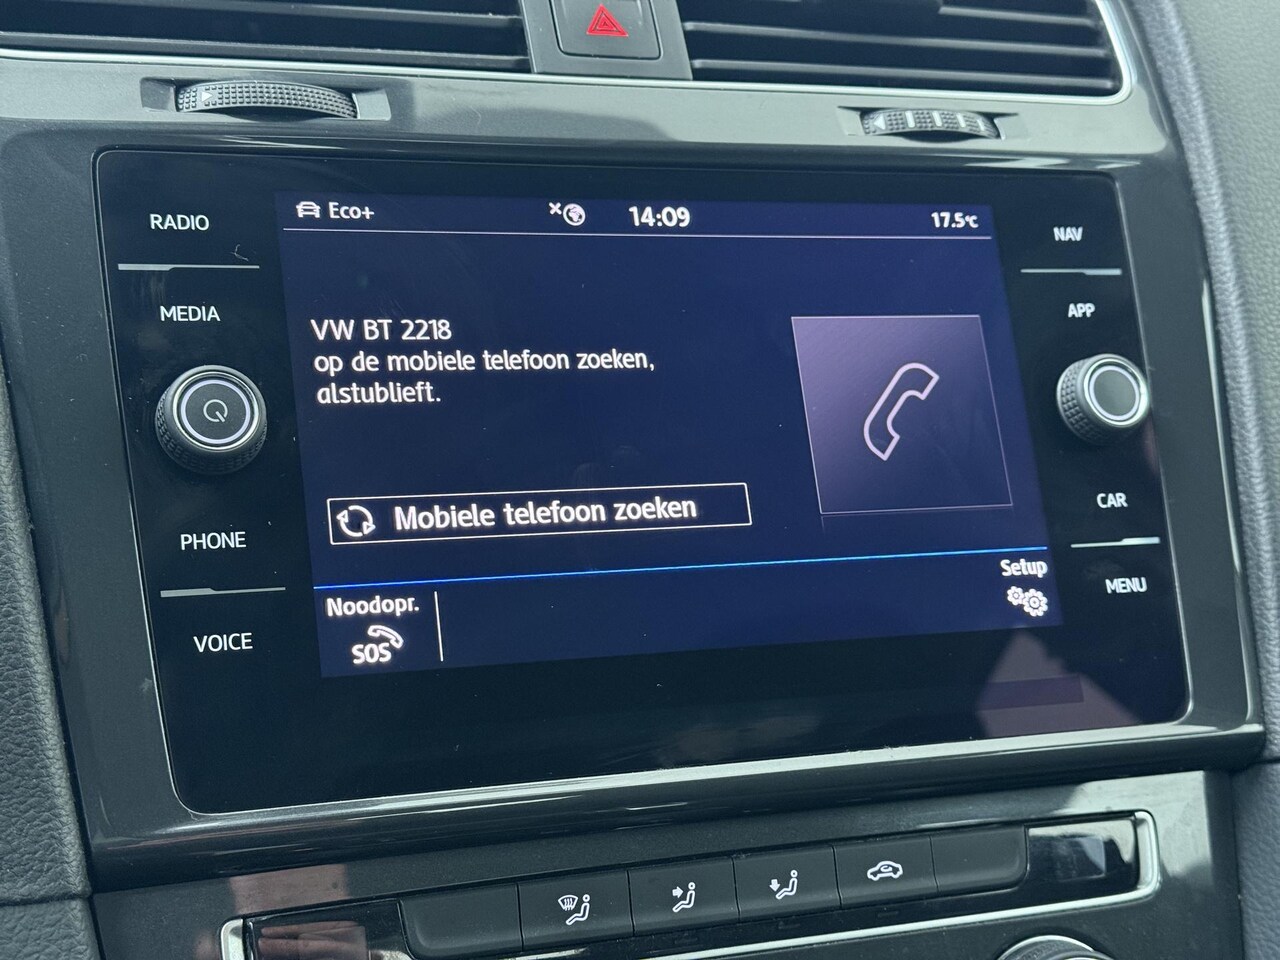 RADIO
MEDIA
PHONE
VOICE
Eco+
14:09
17.5°C
VW BT 2218
op de mobiele telefoon zoeken,
alstublieft.
Mobiele telefoon zoeken
Noodopr.
SOS
Setup
NAV
APP
CAR
MENU